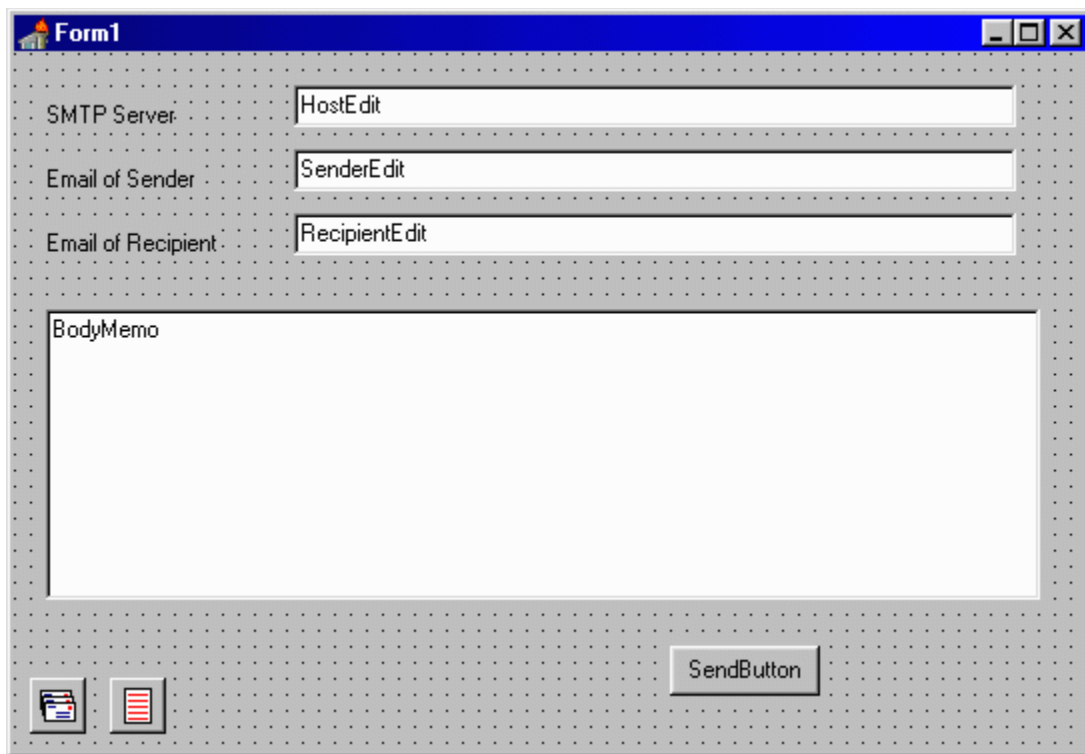 Form1
SMTP Server
HostEdit
Email of Sender
SenderEdit
Email of Recipient
RecipientEdit
BodyMemo
SendButton